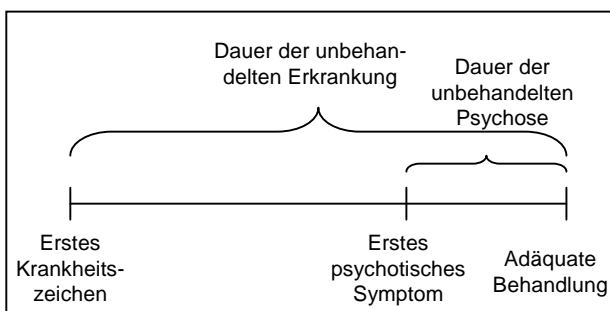 Dauer der unbehan-
delten Erkrankung
Dauer der
unbehandelten
Psychose
Erstes
Krankheits-
zeichen
Erstes
psychotisches
Symptom
Adäquate
Behandlung